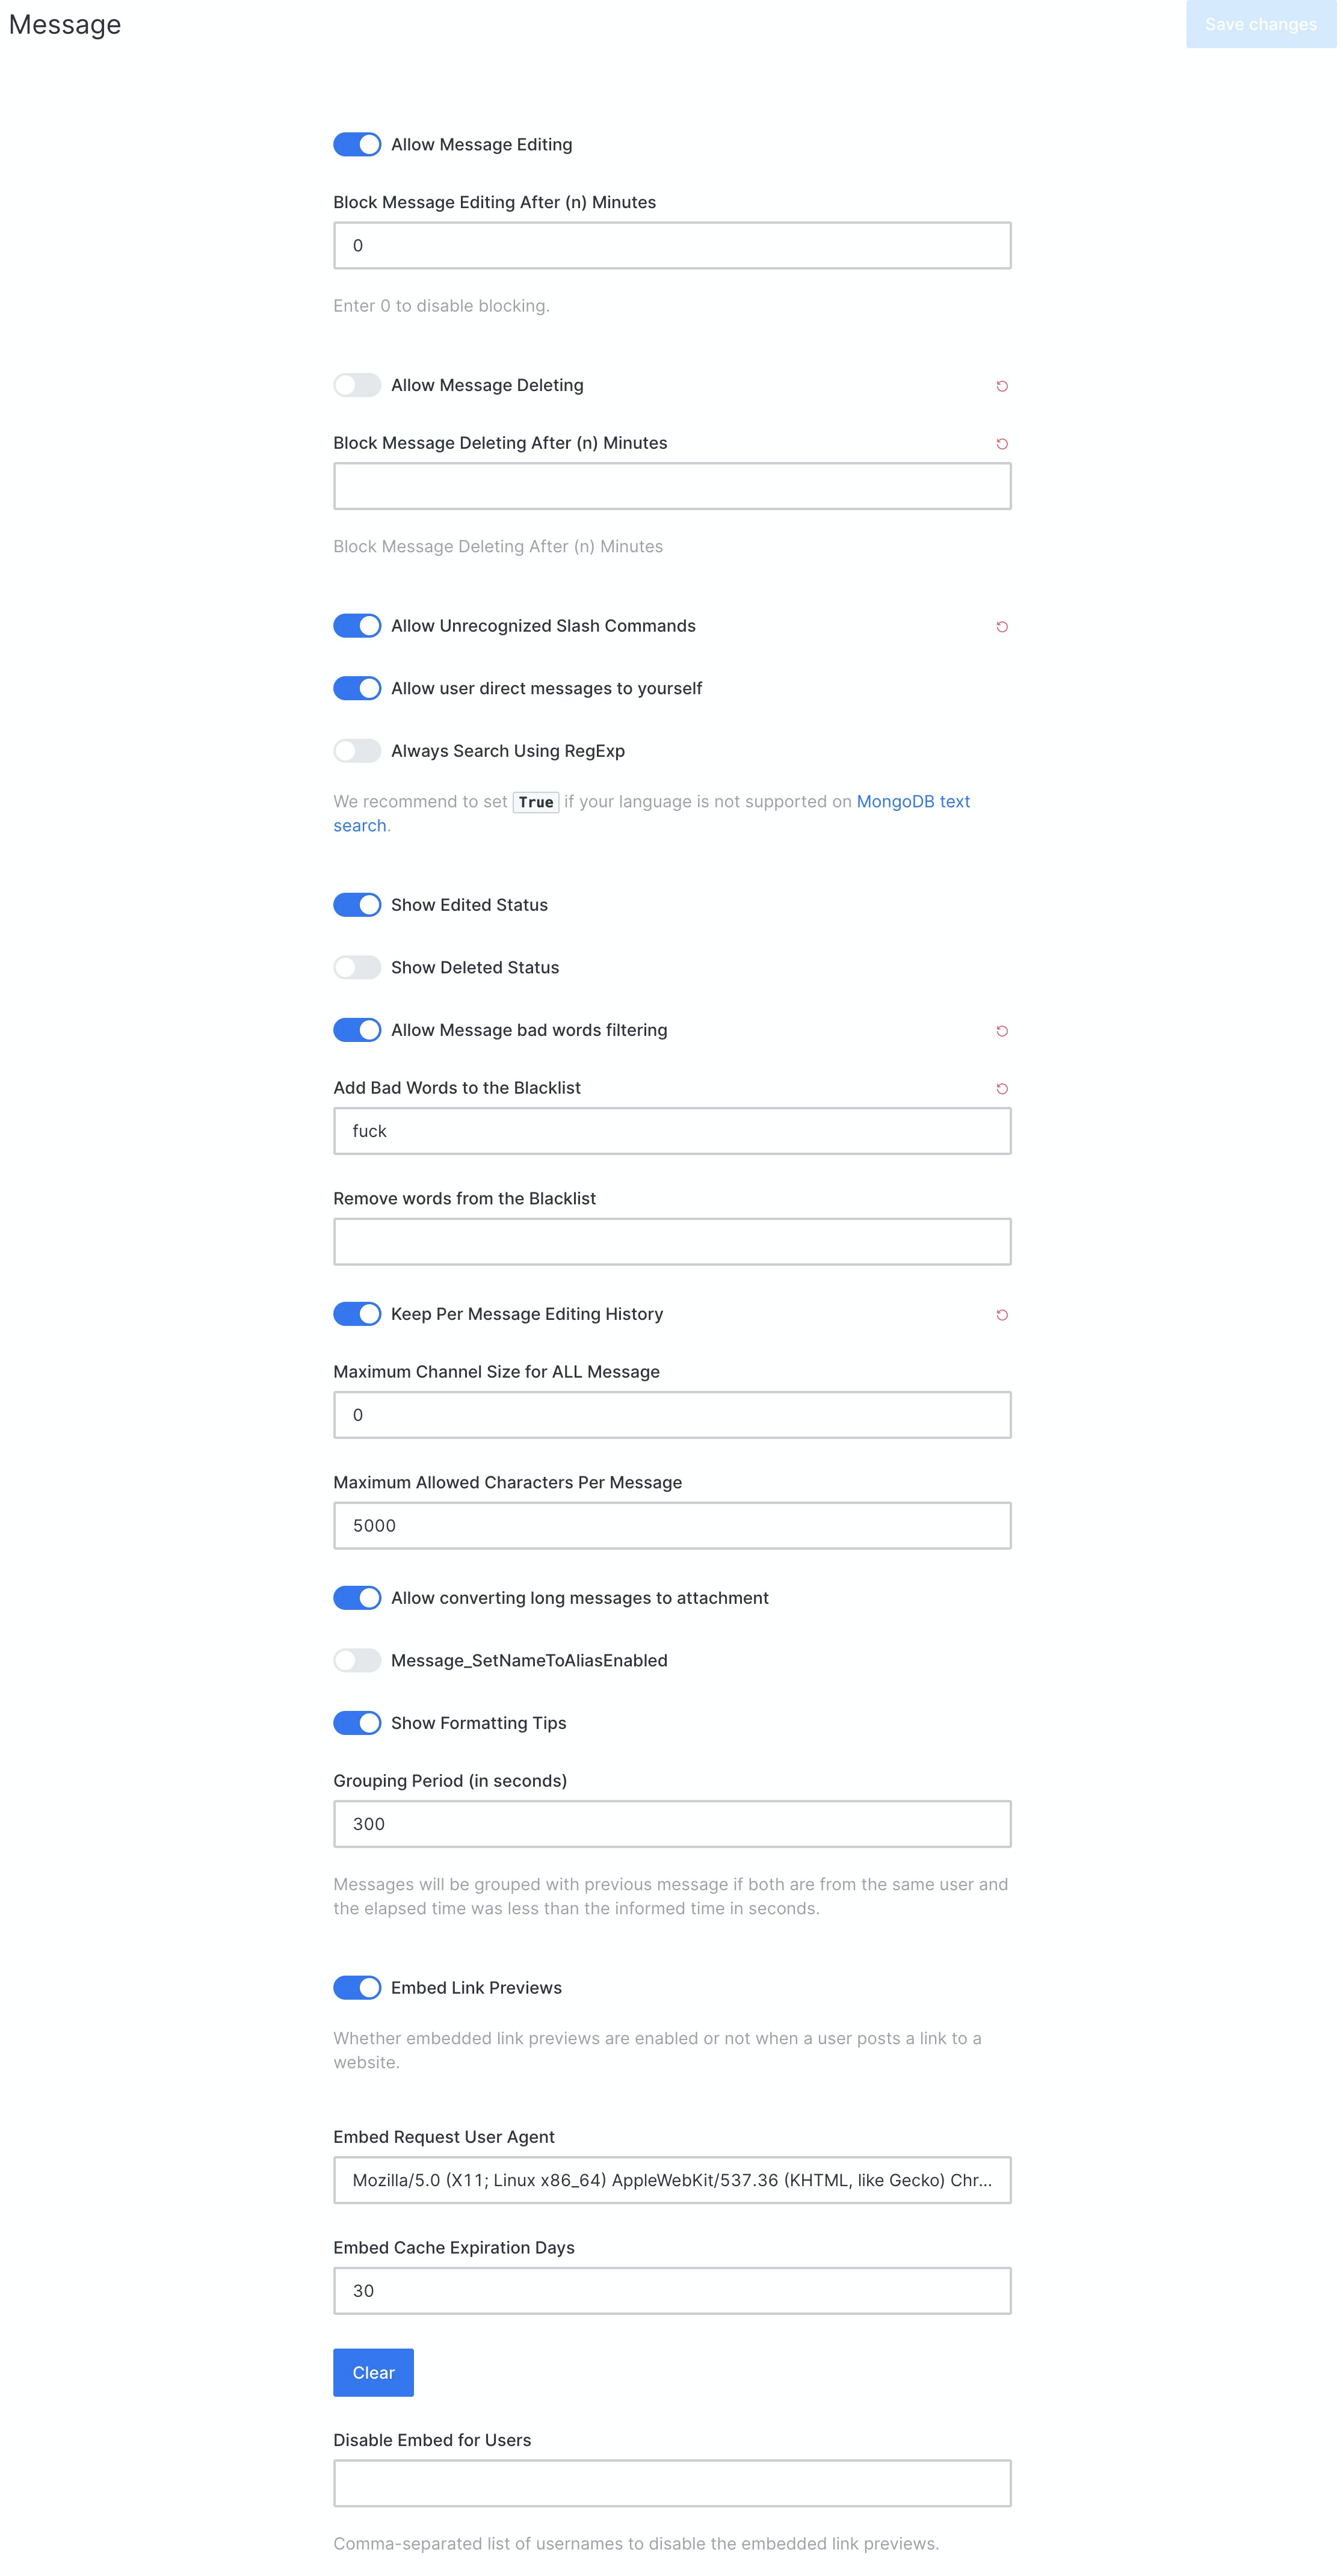 Message
Save changes
Allow Message Editing
Block Message Editing After (n) Minutes
0
Enter 0 to disable blocking.
Allow Message Deleting
Block Message Deleting After (n) Minutes
Block Message Deleting After (n) Minutes
Allow Unrecognized Slash Commands
Allow user direct messages to yourself
Always Search Using RegExp
We recommend to set True if your language is not supported on MongoDB text
search.
Show Edited Status
Show Deleted Status
Allow Message bad words filtering
Add Bad Words to the Blacklist
fuck
Remove words from the Blacklist
Keep Per Message Editing History
Maximum Channel Size for ALL Message
0
Maximum Allowed Characters Per Message
5000
Allow converting long messages to attachment
Message_SetNameToAliasEnabled
Show Formatting Tips
Grouping Period (in seconds)
300
Messages will be grouped with previous message if both are from the same user and
the elapsed time was less than the informed time in seconds.
Embed Link Previews
Whether embedded link previews are enabled or not when a user posts a link to a
website.
Embed Request User Agent
Mozilla/5.0 (X11; Linux x86_64) AppleWebKit/537.36 (KHTML, like Gecko) Chr...
Embed Cache Expiration Days
30
Clear
Disable Embed for Users
Comma-separated list of usernames to disable the embedded link previews.